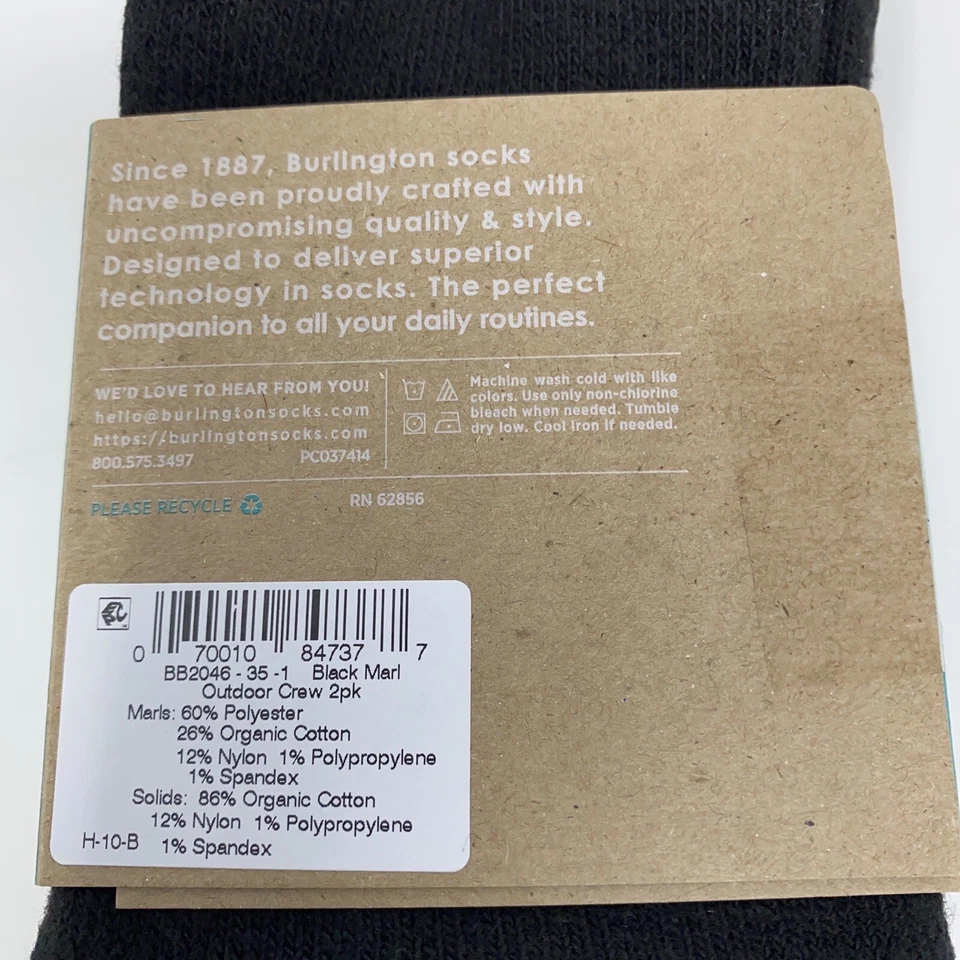 Since 1887, Burlington socks
have been proudly crafted with
uncompromising quality & style.
Designed to deliver superior
technology in socks. The perfect
companion to all your daily routines.
WE'D LOVE TO HEAR FROM YOU!
hello@burlingtonsocks.com
https://burlingtonsocks.com
800.575.3497 PC037414
Machine wash cold with like
colors. Use only non-chlorine
bleach when needed. Tumble
dry low. Cool Iron if needed.
PLEASE RECYCLE
RN 62856
0 70010 84737 7
BB2046 - 35 -1 Black Marl
Outdoor Crew 2pk
Marls: 60% Polyester
26% Organic Cotton
12% Nylon 1% Polypropylene
1% Spandex
Solids: 86% Organic Cotton
12% Nylon 1% Polypropylene
H-10-B 1% Spandex